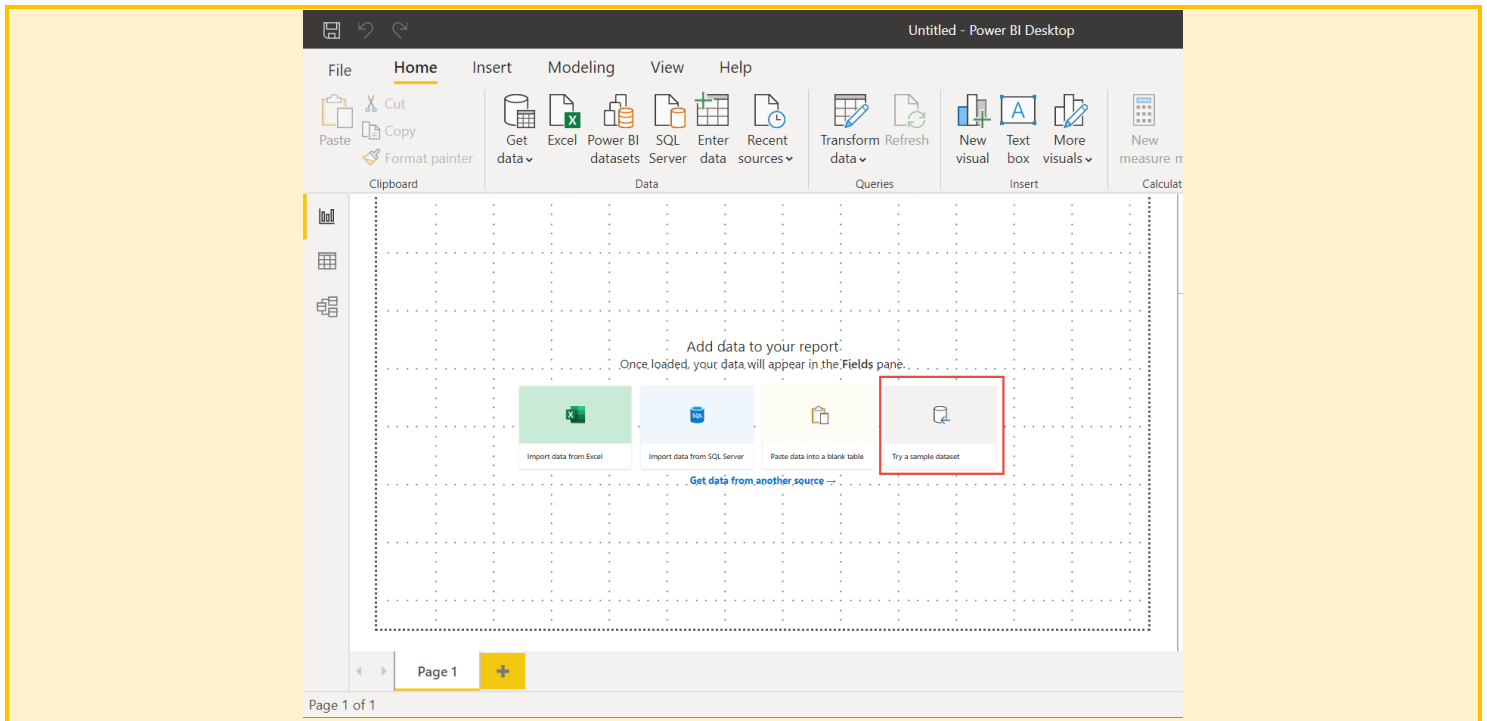 Untitled - Power BI Desktop
File Home Insert Modeling View Help
Paste
Cut
Copy
Format painter
Clipboard
Get data
Excel
Power BI datasets
SQL Server
Enter data
Recent sources
Data
Transform data
Refresh
Queries
New visual
Text box
More visuals
Insert
New measure
Calculat
Add data to your report
Once loaded, your data will appear in the Fields pane.
Import data from Excel
SQL
Import data from SQL Server
Paste data into a blank table
Try a sample dataset
Get data from another source →
Page 1
Page 1 of 1